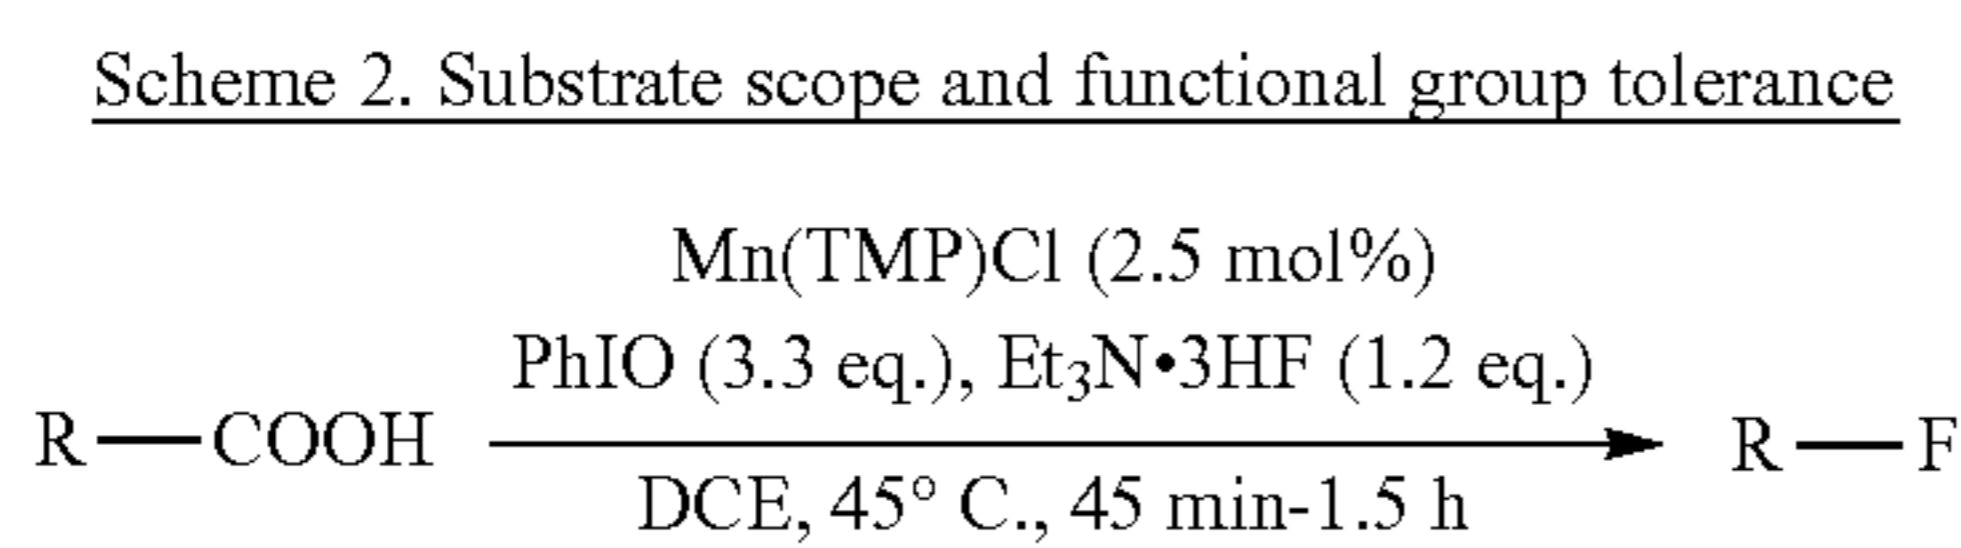 Scheme 2. Substrate scope and functional group tolerance
Mn(TMP)Cl (2.5 mol%)
PhIO (3.3 eq.), Et₃N•3HF (1.2 eq.)
R—COOH
R—F
DCE, 45° C., 45 min-1.5 h